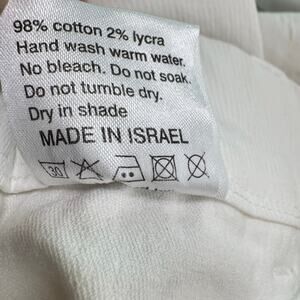 98% cotton 2% lycra
Hand wash warm water.
No bleach. Do not soak.
Do not tumble dry.
Dry in shade
MADE IN ISRAEL
30